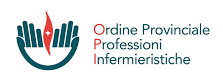 Ordine Provinciale
Professioni
Infermieristiche